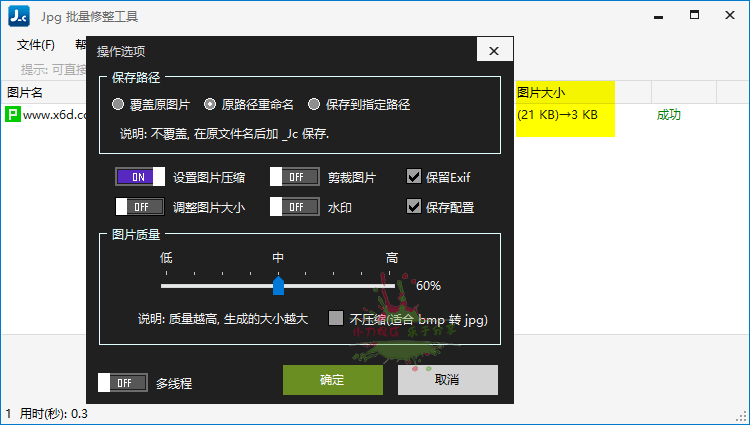 J.c Jpg 批量修整工具
文件(F)
提示: 可直接
图片名
图片大小
www.x6d.cc
(21 KB)→3 KB
成功
操作选项
保存路径
覆盖原图片 原路径重命名 保存到指定路径
说明: 不覆盖, 在原文件名后加 _Jc 保存.
ON 设置图片压缩 OFF 剪裁图片 保留Exif
OFF 调整图片大小 OFF 水印 保存配置
图片质量
低 中 高
60%
说明: 质量越高, 生成的大小越大 不压缩(适合 bmp 转 jpg)
OFF 多线程 确定 取消
1 用时(秒): 0.3